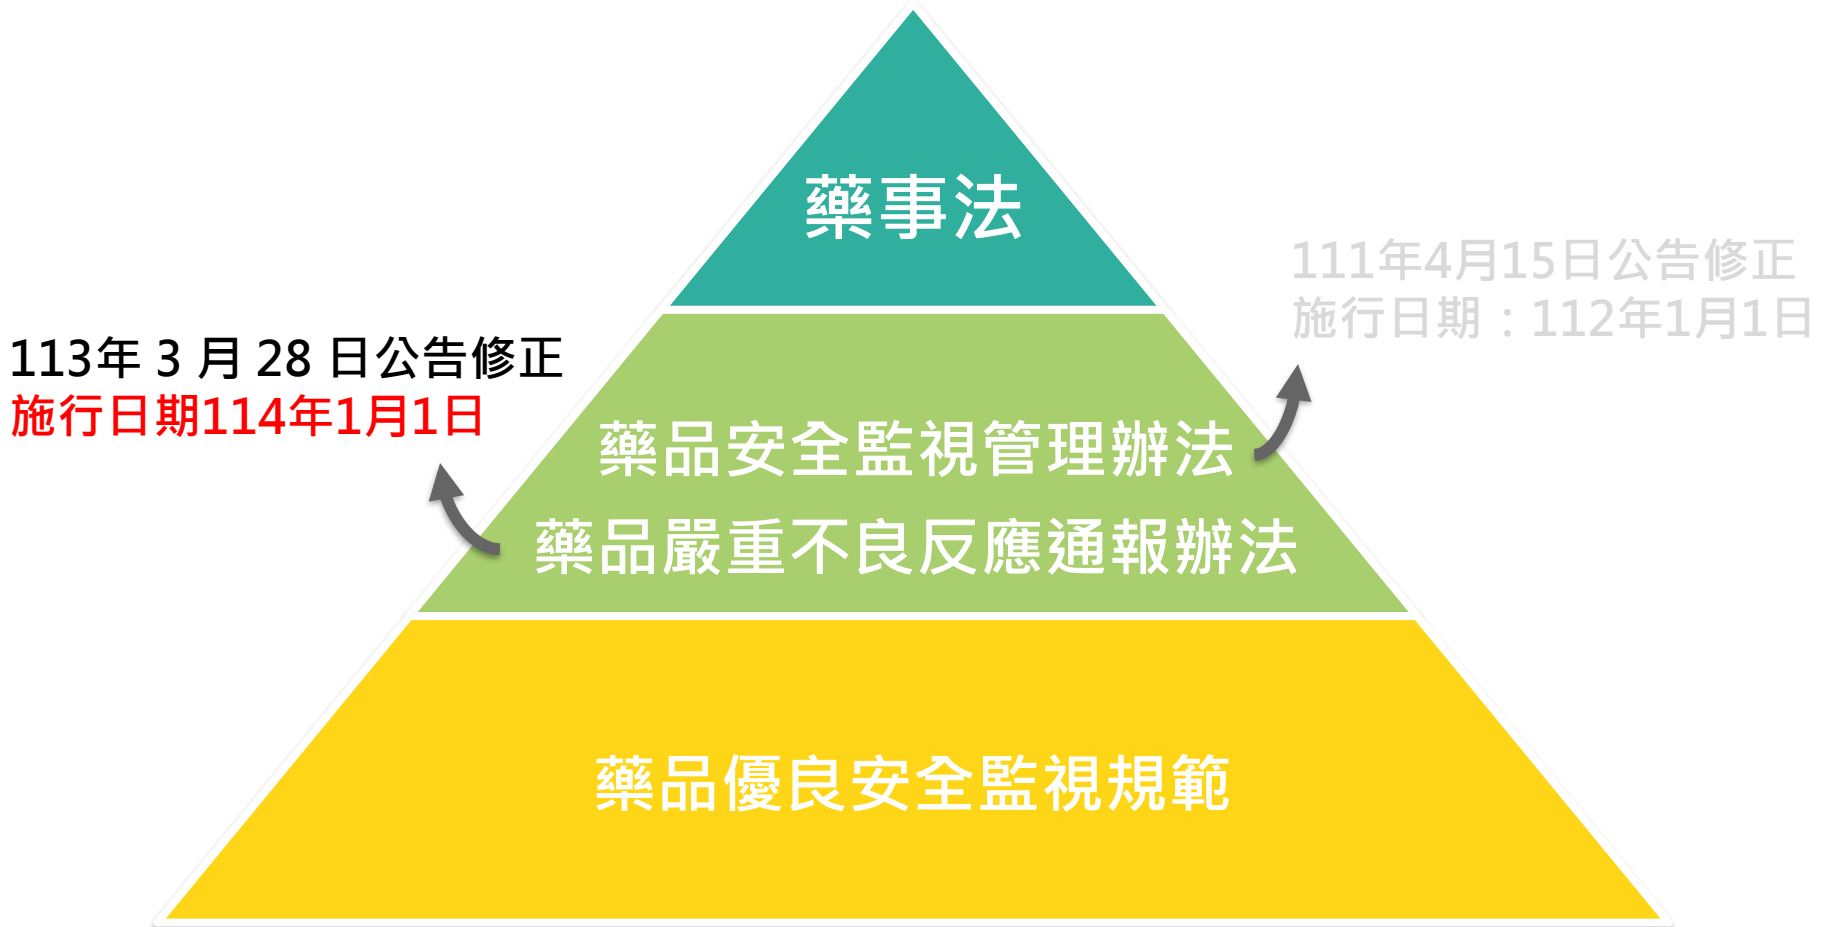 藥事法
111年4月15日公告修正
施行日期：112年1月1日
113年 3 月 28 日公告修正
施行日期114年1月1日
藥品安全監視管理辦法
藥品嚴重不良反應通報辦法
藥品優良安全監視規範